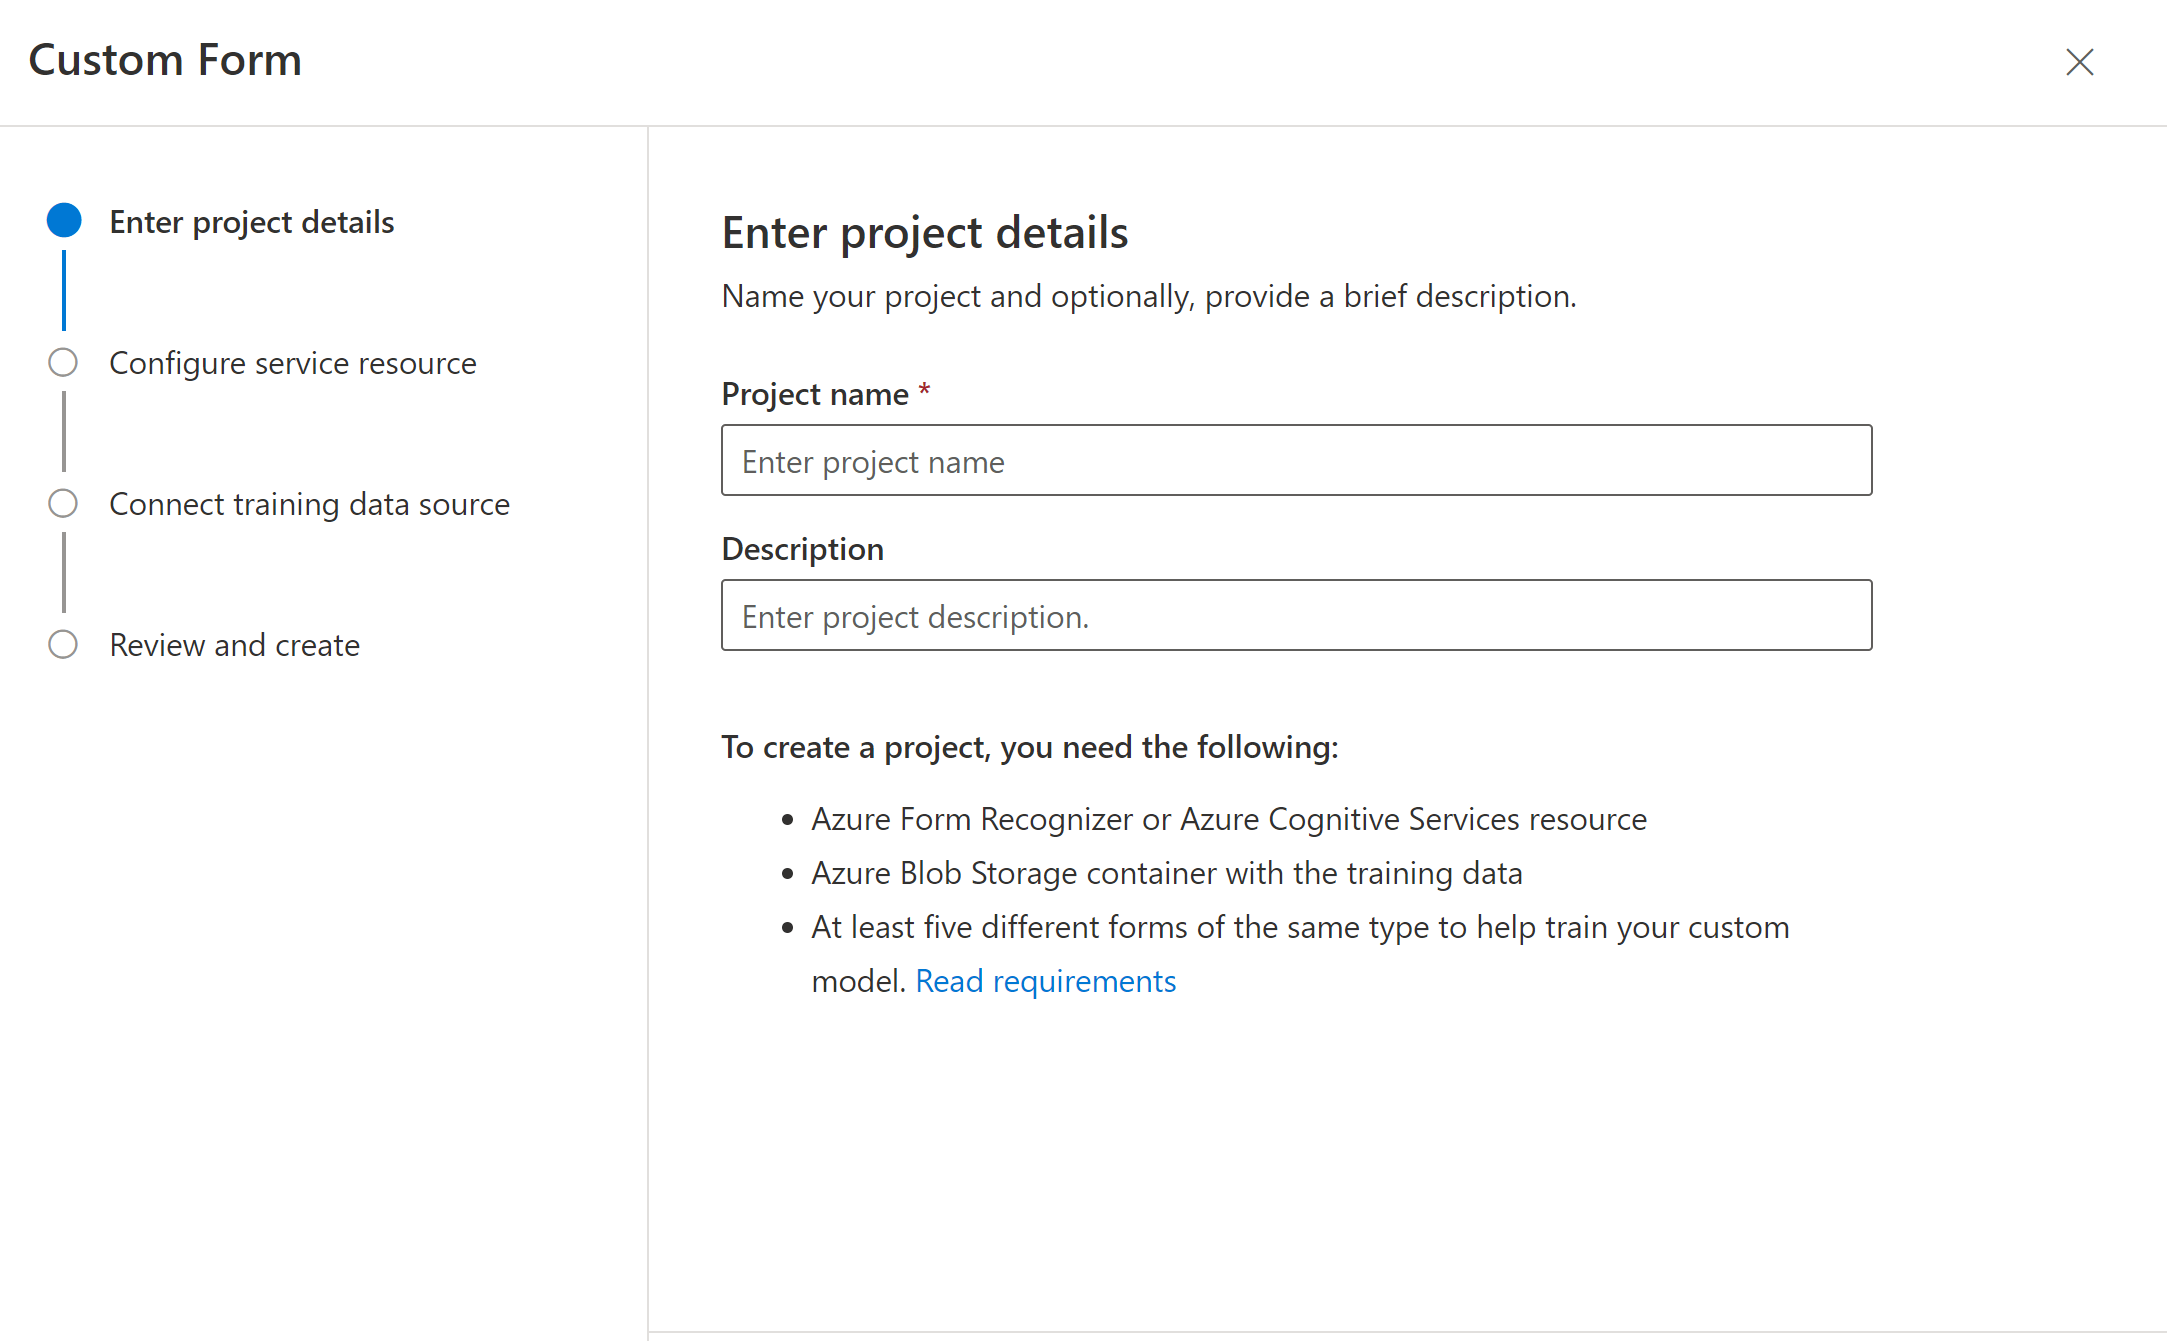 Custom Form
Enter project details
Configure service resource
Connect training data source
Review and create
Enter project details
Name your project and optionally, provide a brief description.
Project name *
Enter project name
Description
Enter project description.
To create a project, you need the following:
• Azure Form Recognizer or Azure Cognitive Services resource
• Azure Blob Storage container with the training data
• At least five different forms of the same type to help train your custom
model. Read requirements